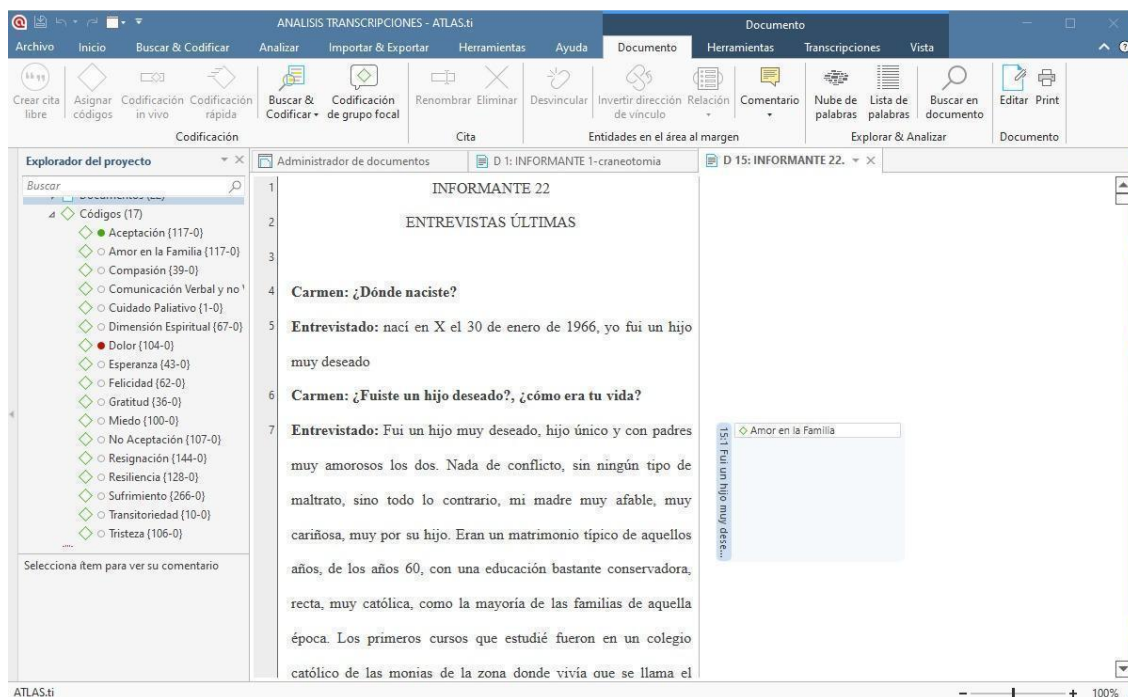 ANALISIS TRANSCRIPCIONES - ATLAS.ti
Documento
Archivo Inicio Buscar & Codificar Analizar Importar & Exportar Herramientas Ayuda Documento Herramientas Transcripciones Vista
Crear cita libre
Asignar códigos
Codificación in vivo
Codificación rápida
Buscar & Codificar
Codificación de grupo focal
Renombrar
Eliminar
Desvincular
Invertir dirección de vínculo
Relación
Comentario
Nube de palabras
Lista de palabras
Buscar en documento
Editar
Print
Codificación
Cita
Entidades en el área al margen
Explorar & Analizar
Documento
Explorador del proyecto
Administrador de documentos
D 1: INFORMANTE 1-craneotomia
D 15: INFORMANTE 22.
Buscar
Documentos (22)
Códigos (17)
Aceptación {117-0}
Amor en la Familia {117-0}
Compasión {39-0}
Comunicación Verbal y no
Cuidado Paliativo {1-0}
Dimensión Espiritual {67-0}
Dolor {104-0}
Esperanza {43-0}
Felicidad {62-0}
Gratitud {36-0}
Miedo {100-0}
No Aceptación {107-0}
Resignación {144-0}
Resiliencia {128-0}
Sufrimiento {266-0}
Transitoriedad {10-0}
Tristeza {106-0}
Selecciona ítem para ver su comentario
1 INFORMANTE 22
2 ENTREVISTAS ÚLTIMAS
3
4 Carmen: ¿Dónde naciste?
5 Entrevistado: nací en X el 30 de enero de 1966, yo fui un hijo
muy deseado
6 Carmen: ¿Fuiste un hijo deseado?, ¿cómo era tu vida?
7 Entrevistado: Fui un hijo muy deseado, hijo único y con padres
muy amorosos los dos. Nada de conflicto, sin ningún tipo de
maltrato, sino todo lo contrario, mi madre muy afable, muy
cariñosa, muy por su hijo. Eran un matrimonio típico de aquellos
años, de los años 60, con una educación bastante conservadora,
recta, muy católica, como la mayoría de las familias de aquella
época. Los primeros cursos que estudié fueron en un colegio
católico de las monjas de la zona donde vivía que se llama el
15:1 Fui un hijo muy dese...
Amor en la Familia
ATLAS.ti
100%